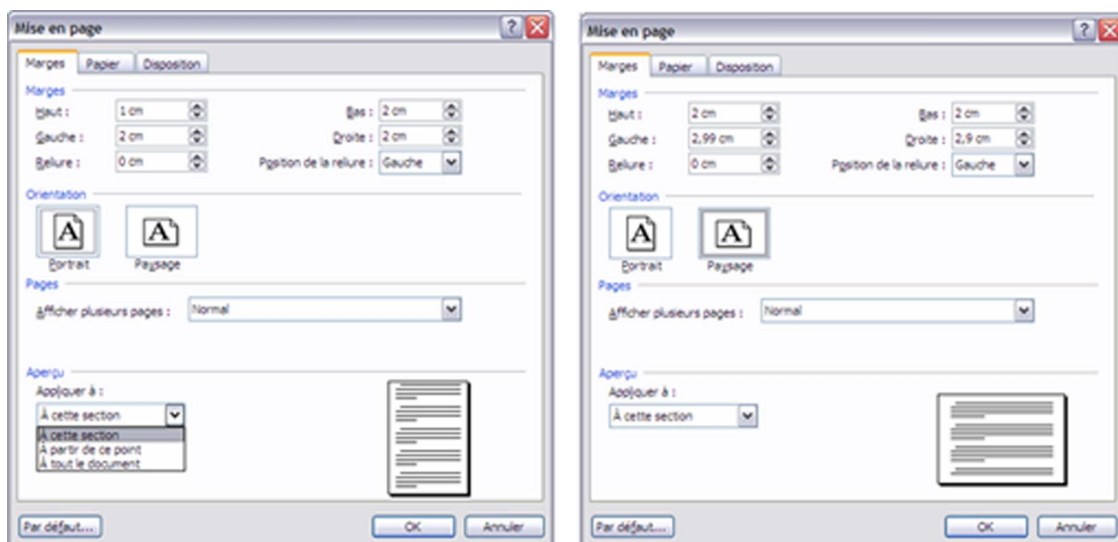 Mise en page
Marges Papier Disposition
Marges
Haut : 1 cm Bas : 2 cm
Gauche : 2 cm Droite : 2 cm
Reliure : 0 cm Position de la reliure : Gauche
Orientation
A A
Portrait Paysage
Pages
Afficher plusieurs pages : Normal
Aperçu
Appliquer à :
À cette section
À cette section
À partir de ce point
À tout le document
Par défaut... OK Annuler
Mise en page
Marges Papier Disposition
Marges
Haut : 2 cm Bas : 2 cm
Gauche : 2,99 cm Droite : 2,9 cm
Reliure : 0 cm Position de la reliure : Gauche
Orientation
A A
Portrait Paysage
Pages
Afficher plusieurs pages : Normal
Aperçu
Appliquer à :
À cette section
Par défaut... OK Annuler